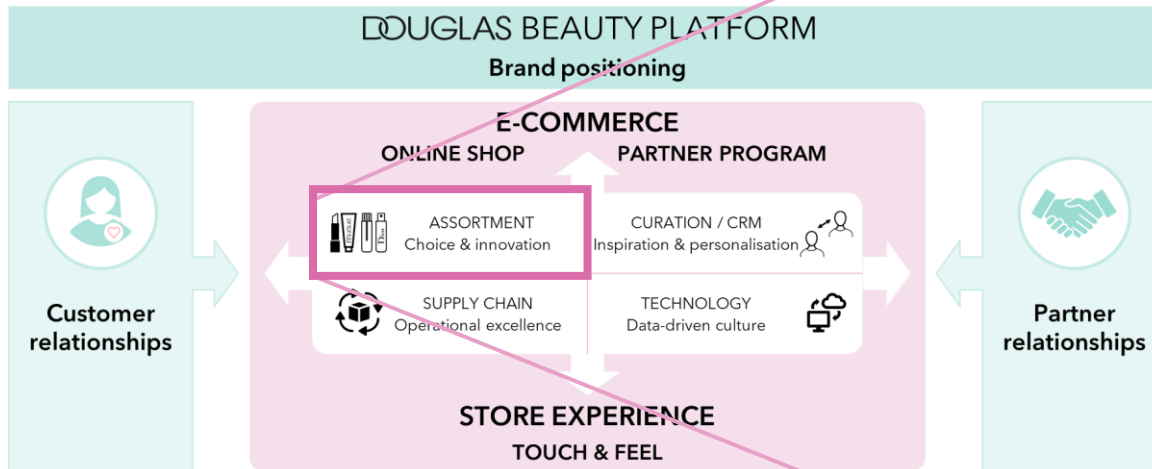 DOUGLAS BEAUTY PLATFORM
Brand positioning
E-COMMERCE
ONLINE SHOP
PARTNER PROGRAM
ASSORTMENT
Choice & innovation
CURATION / CRM
Inspiration & personalisation
SUPPLY CHAIN
Operational excellence
TECHNOLOGY
Data-driven culture
Customer
relationships
Partner
relationships
STORE EXPERIENCE
TOUCH & FEEL